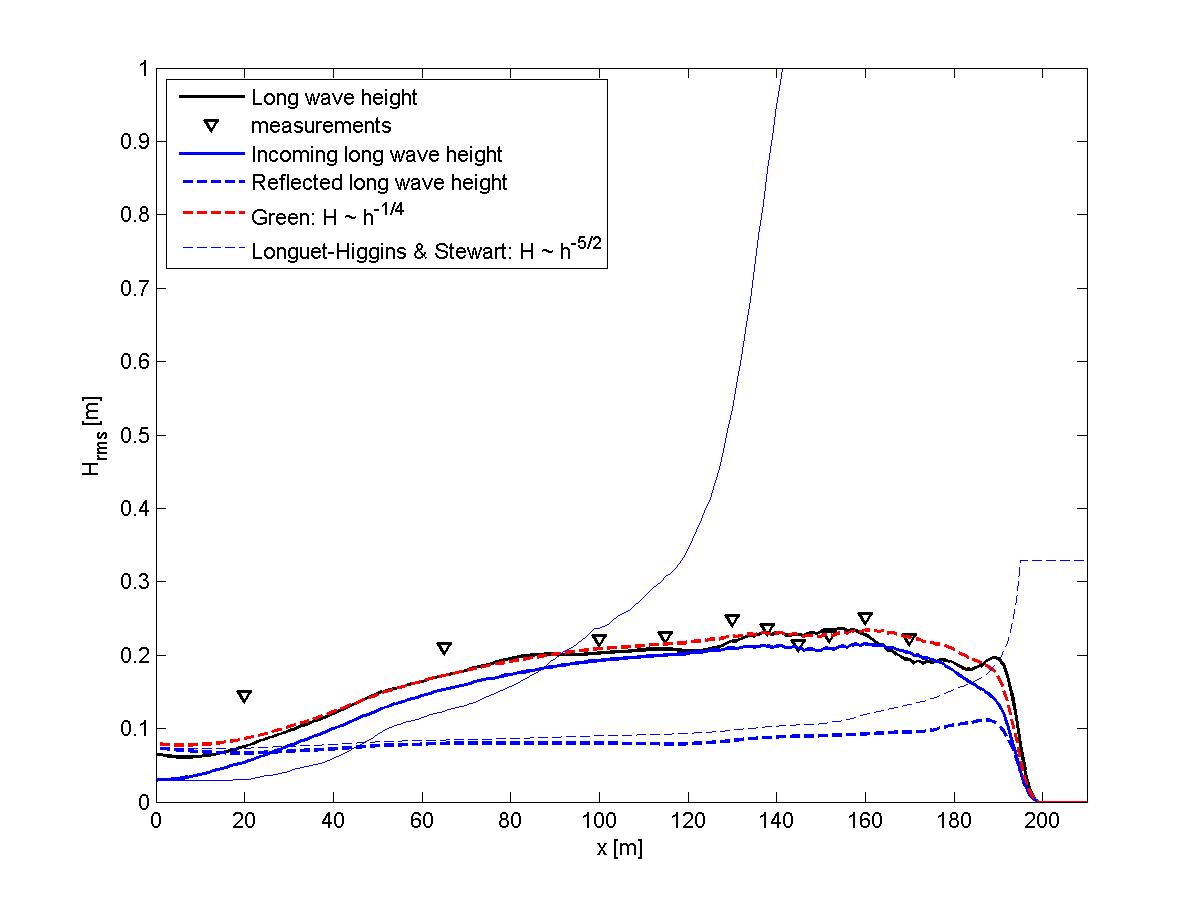 1
0.9
0.8
0.7
0.6
0.5
0.4
0.3
0.2
0.1
0
H_rms [m]
Long wave height
measurements
Incoming long wave height
Reflected long wave height
Green: H ~ h^-1/4
Longuet-Higgins & Stewart: H ~ h^-5/2
0 20 40 60 80 100 120 140 160 180 200
x [m]